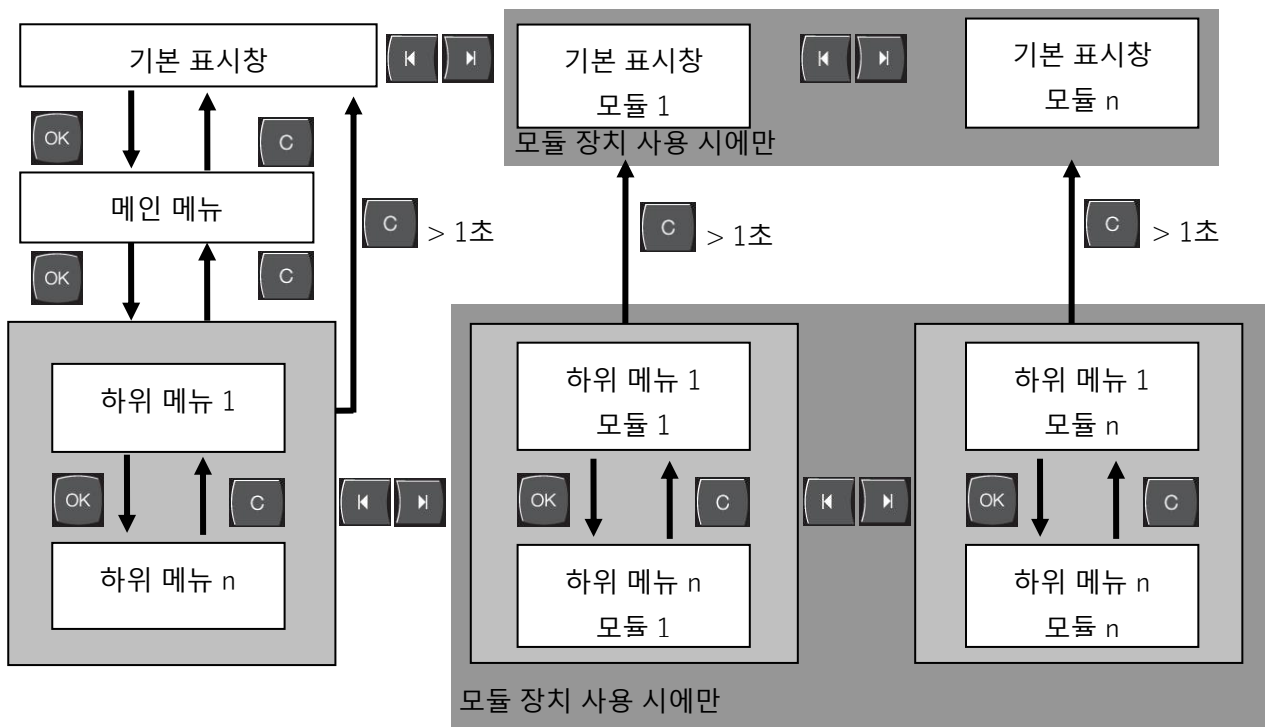 기본 표시창
기본 표시창
모듈 1
기본 표시창
모듈 n
모듈 장치 사용 시에만
OK
C
메인 메뉴
C > 1초
C > 1초
C > 1초
OK
C
하위 메뉴 1
하위 메뉴 1
모듈 1
하위 메뉴 1
모듈 n
OK
C
OK
C
OK
C
하위 메뉴 n
하위 메뉴 n
모듈 1
하위 메뉴 n
모듈 n
모듈 장치 사용 시에만